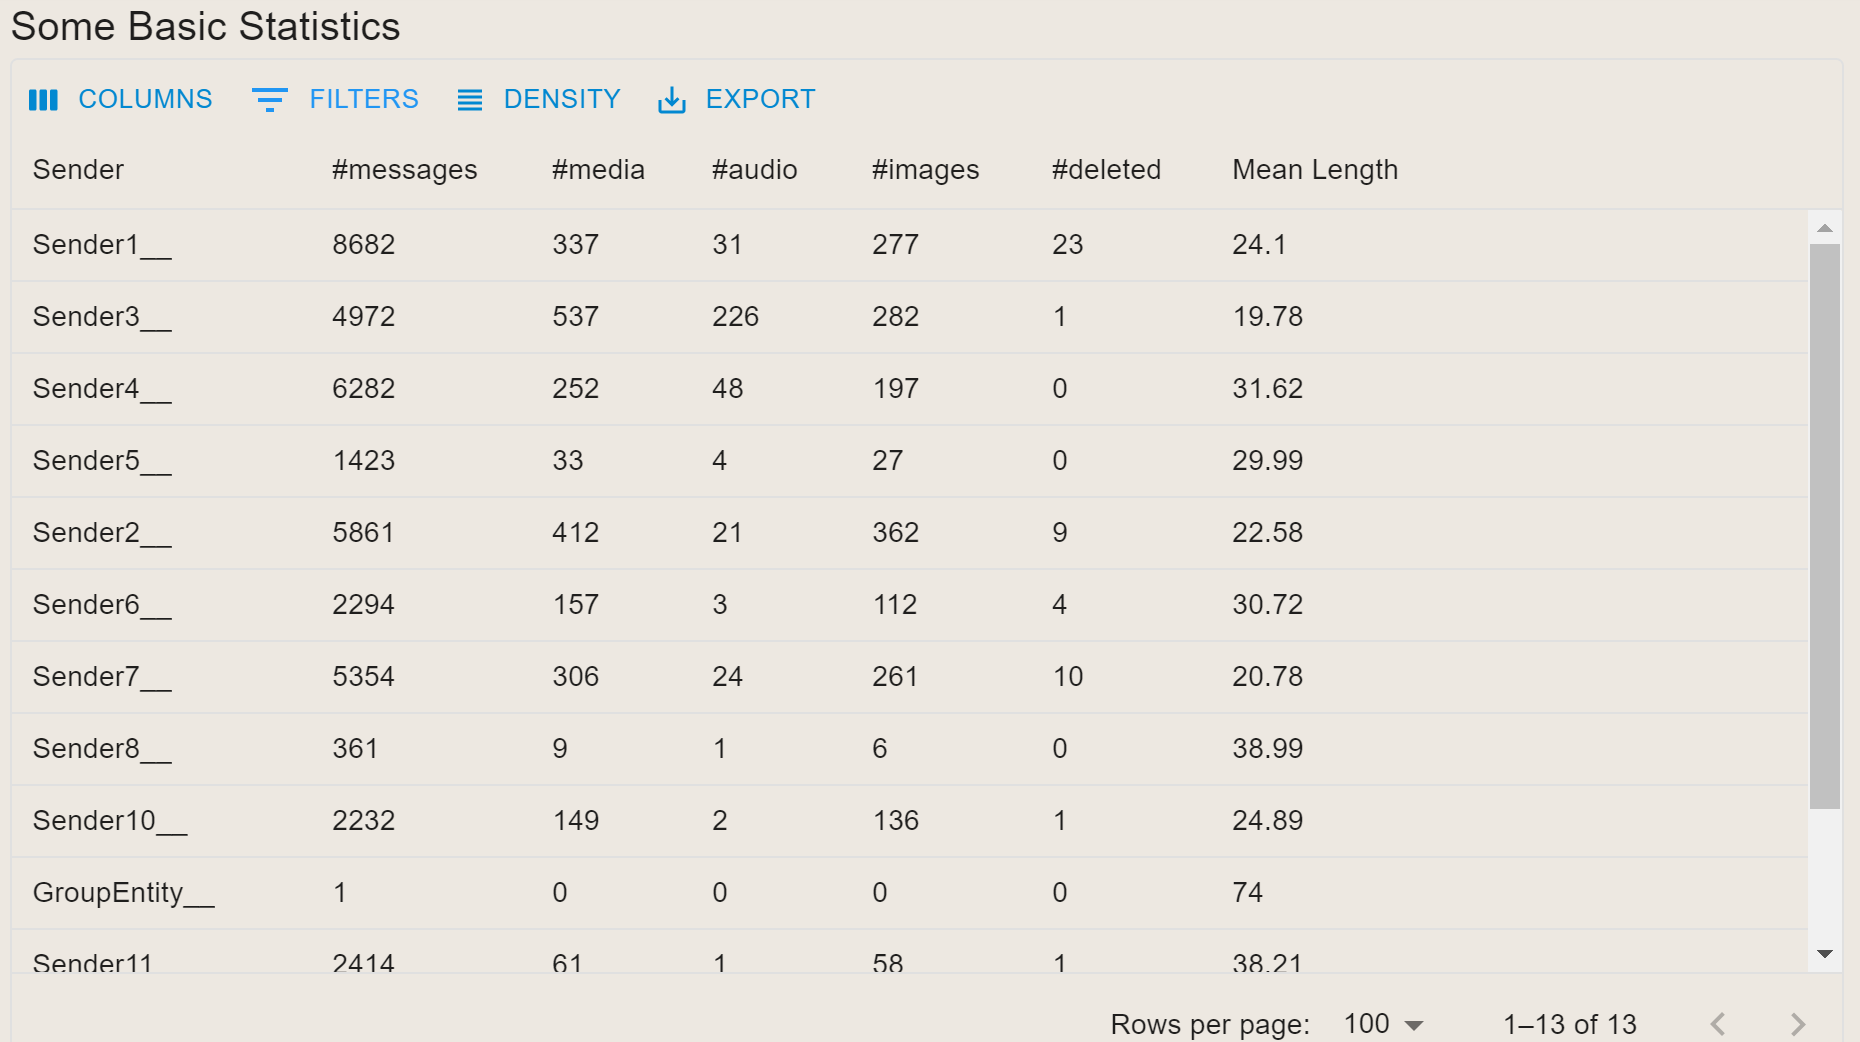 Some Basic Statistics
COLUMNS FILTERS DENSITY EXPORT
Sender #messages #media #audio #images #deleted Mean Length
Sender1__ 8682 337 31 277 23 24.1
Sender3__ 4972 537 226 282 1 19.78
Sender4__ 6282 252 48 197 0 31.62
Sender5__ 1423 33 4 27 0 29.99
Sender2__ 5861 412 21 362 9 22.58
Sender6__ 2294 157 3 112 4 30.72
Sender7__ 5354 306 24 261 10 20.78
Sender8__ 361 9 1 6 0 38.99
Sender10__ 2232 149 2 136 1 24.89
GroupEntity__ 1 0 0 0 0 74
Sender11 2414 61 1 58 1 38.21
Rows per page: 100 1–13 of 13